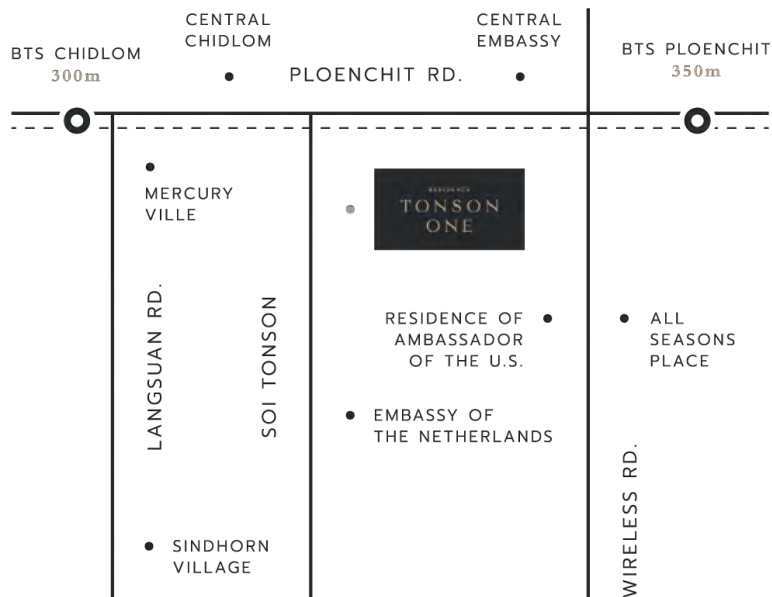 CENTRAL
CHIDLOM
CENTRAL
EMBASSY
BTS CHIDLOM
300m
PLOENCHIT RD.
BTS PLOENCHIT
350m
MERCURY
VILLE
RESIDENCE
TONSON
ONE
LANGSUAN RD.
SOI TONSON
RESIDENCE OF
AMBASSADOR
OF THE U.S.
ALL
SEASONS
PLACE
EMBASSY OF
THE NETHERLANDS
WIRELESS RD.
SINDHORN
VILLAGE